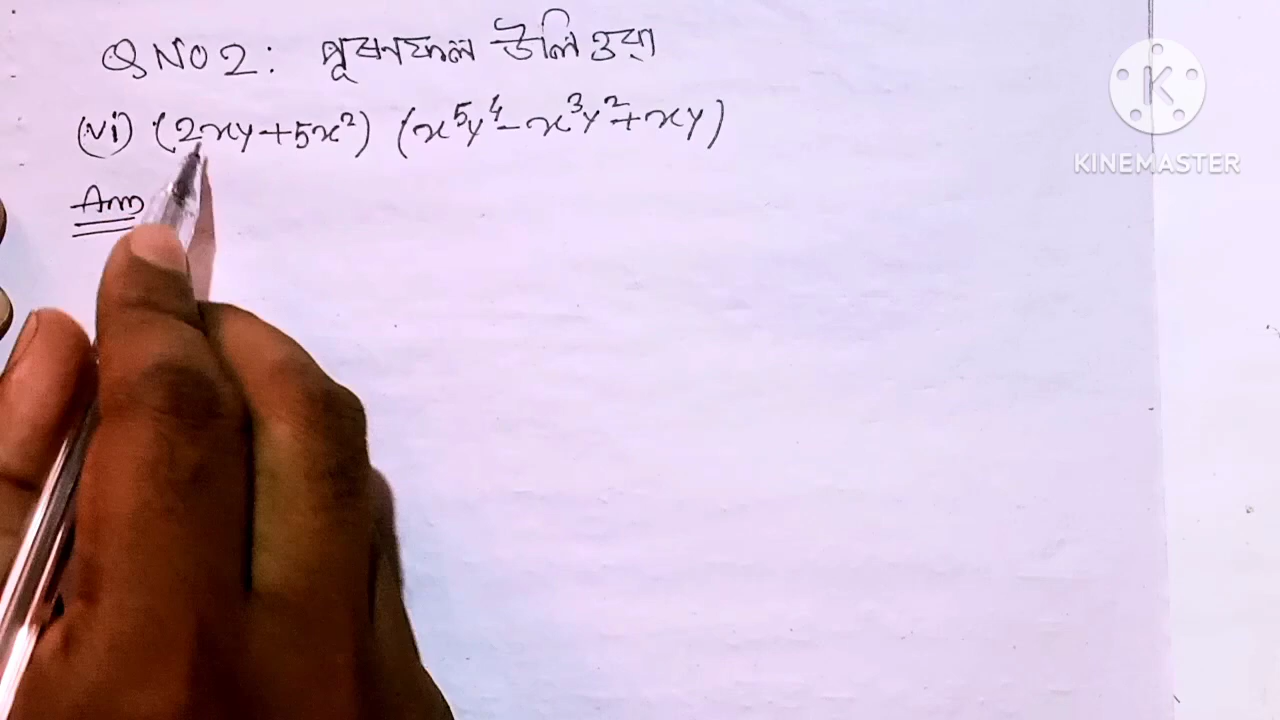 Q NO 2: পূৰণফল উলিওৱা
(vi) (2xy+5x²) (x⁵y⁴-x³y²+xy)
Ans
KINEMASTER